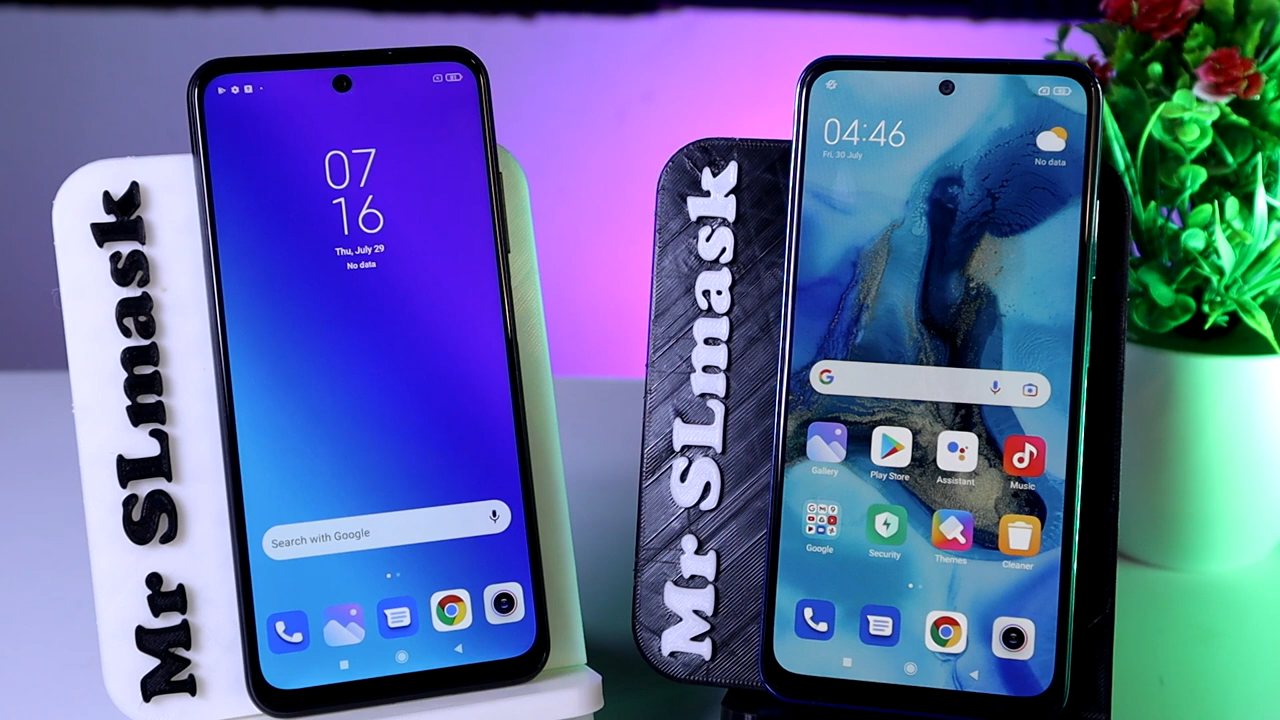 Mr SLmask
07
16
Thu, July 29
No data
Search with Google
Mr SLmask
04:46
Fri, 30 July
No data
Gallery
Play Store
Assistant
Music
Google
Security
Themes
Cleaner